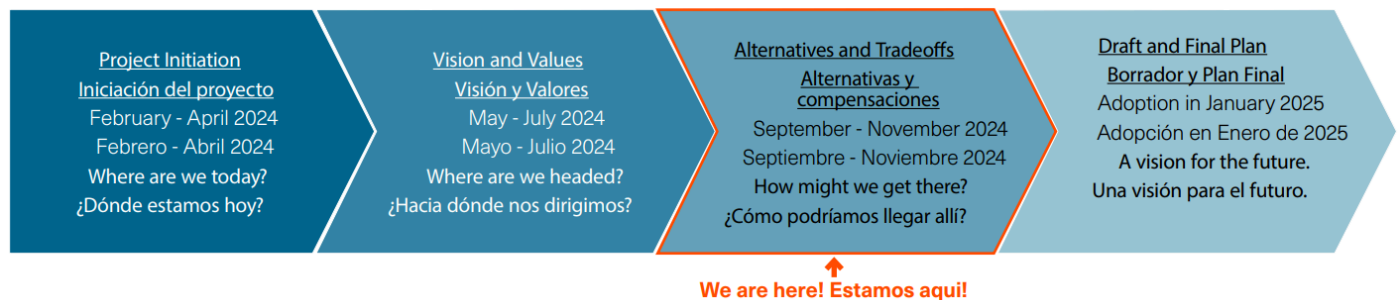 Project Initiation
Iniciación del proyecto
February - April 2024
Febrero - Abril 2024
Where are we today?
¿Dónde estamos hoy?
Vision and Values
Visión y Valores
May - July 2024
Mayo - Julio 2024
Where are we headed?
¿Hacia dónde nos dirigimos?
Alternatives and Tradeoffs
Alternativas y
compensaciones
September - November 2024
Septiembre - Noviembre 2024
How might we get there?
¿Cómo podríamos llegar allí?
Draft and Final Plan
Borrador y Plan Final
Adoption in January 2025
Adopción en Enero de 2025
A vision for the future.
Una visión para el futuro.
We are here! Estamos aqui!